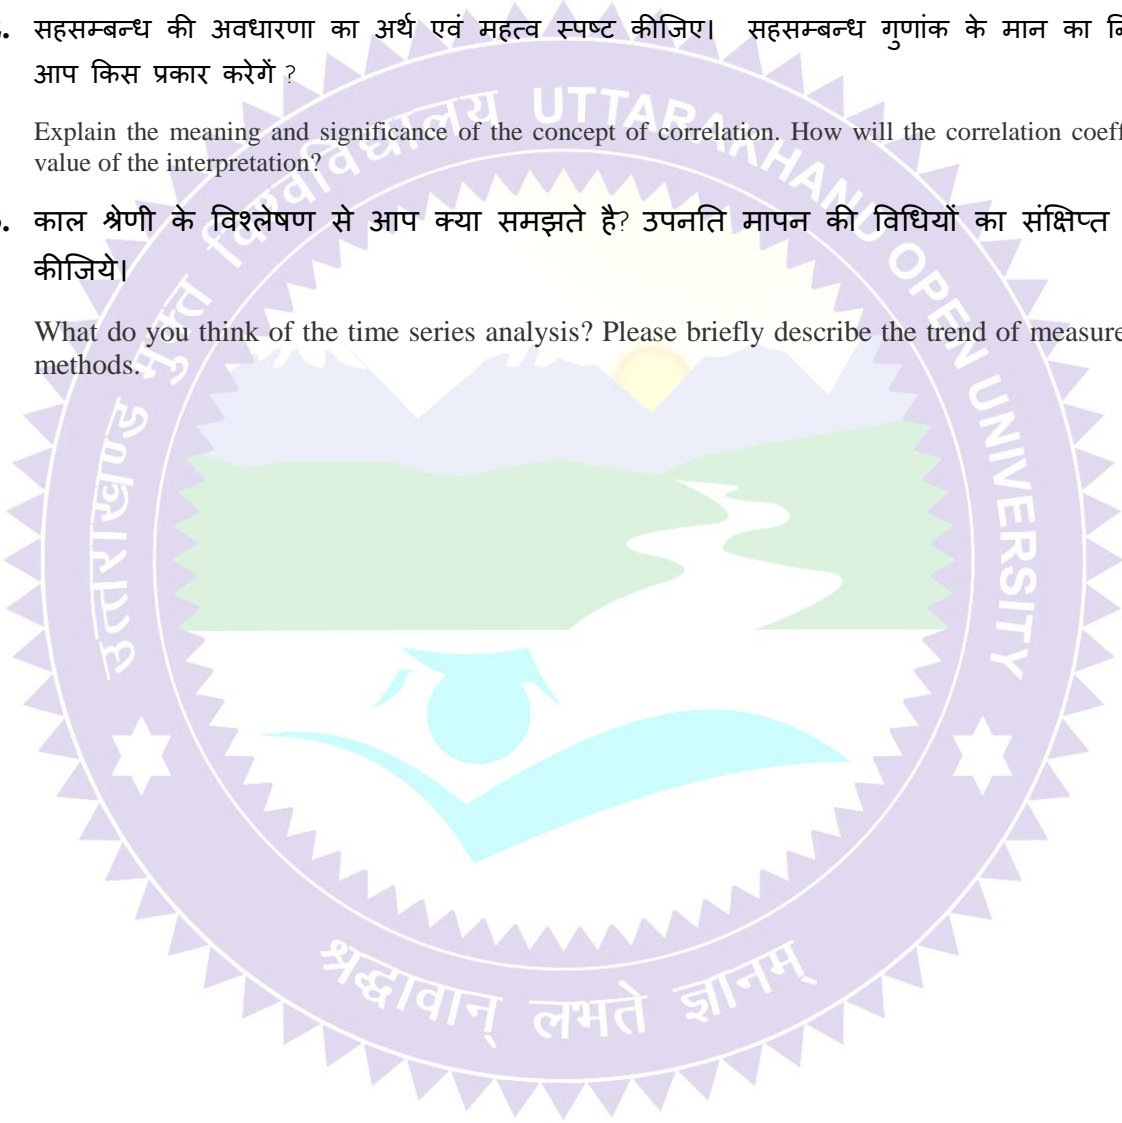 सहसम्बन्ध की अवधारणा का अर्थ एवं महत्व स्पष्ट कीजिए। सहसम्बन्ध गुणांक के मान का
आप किस प्रकार करेगें ?
Explain the meaning and significance of the concept of correlation. How will the correlation coeff
value of the interpretation?
काल श्रेणी के विश्लेषण से आप क्या समझते है? उपनति मापन की विधियों का संक्षिप्त
कीजिये।
What do you think of the time series analysis? Please briefly describe the trend of measure
methods.
उत्तराखण्ड मुक्त विश्वविद्यालय UTTARAKHAND OPEN UNIVERSITY
श्रद्धावान् लभते ज्ञानम्